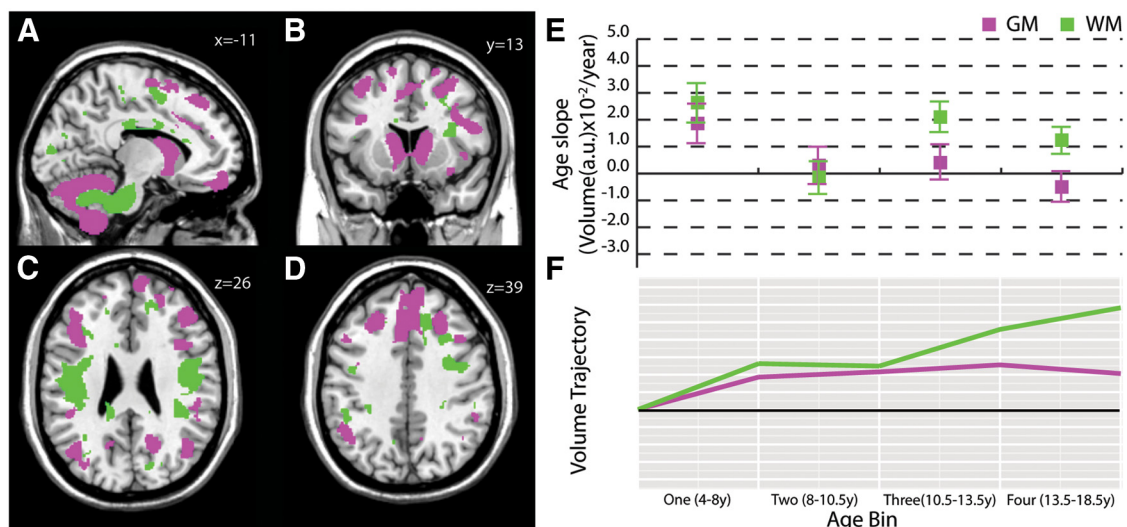 A
x=-11
B
y=13
C
z=26
D
z=39
E
GM
WM
Age slope
(Volume(a.u.)x10⁻²/year)
5.0
4.0
3.0
2.0
1.0
0.0
-1.0
-2.0
-3.0
F
Volume Trajectory
One (4-8y)
Two (8-10.5y)
Three(10.5-13.5y)
Four (13.5-18.5y)
Age Bin